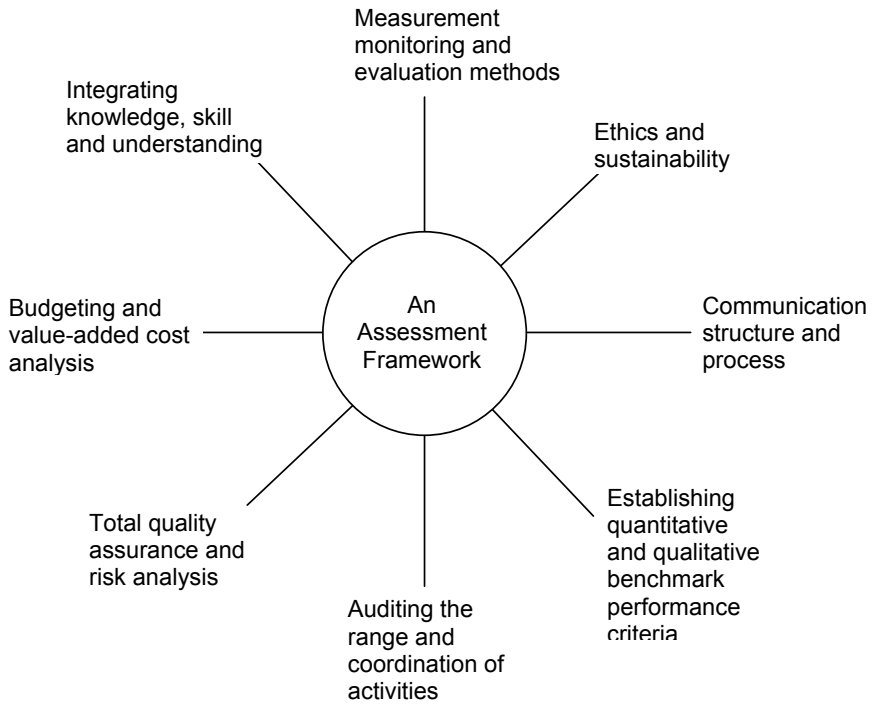 Measurement
monitoring and
evaluation methods
Integrating
knowledge, skill
and understanding
Ethics and
sustainability
Budgeting and
value-added cost
analysis
An
Assessment
Framework
Communication
structure and
process
Total quality
assurance and
risk analysis
Establishing
quantitative
and qualitative
benchmark
performance
criteria
Auditing the
range and
coordination of
activities